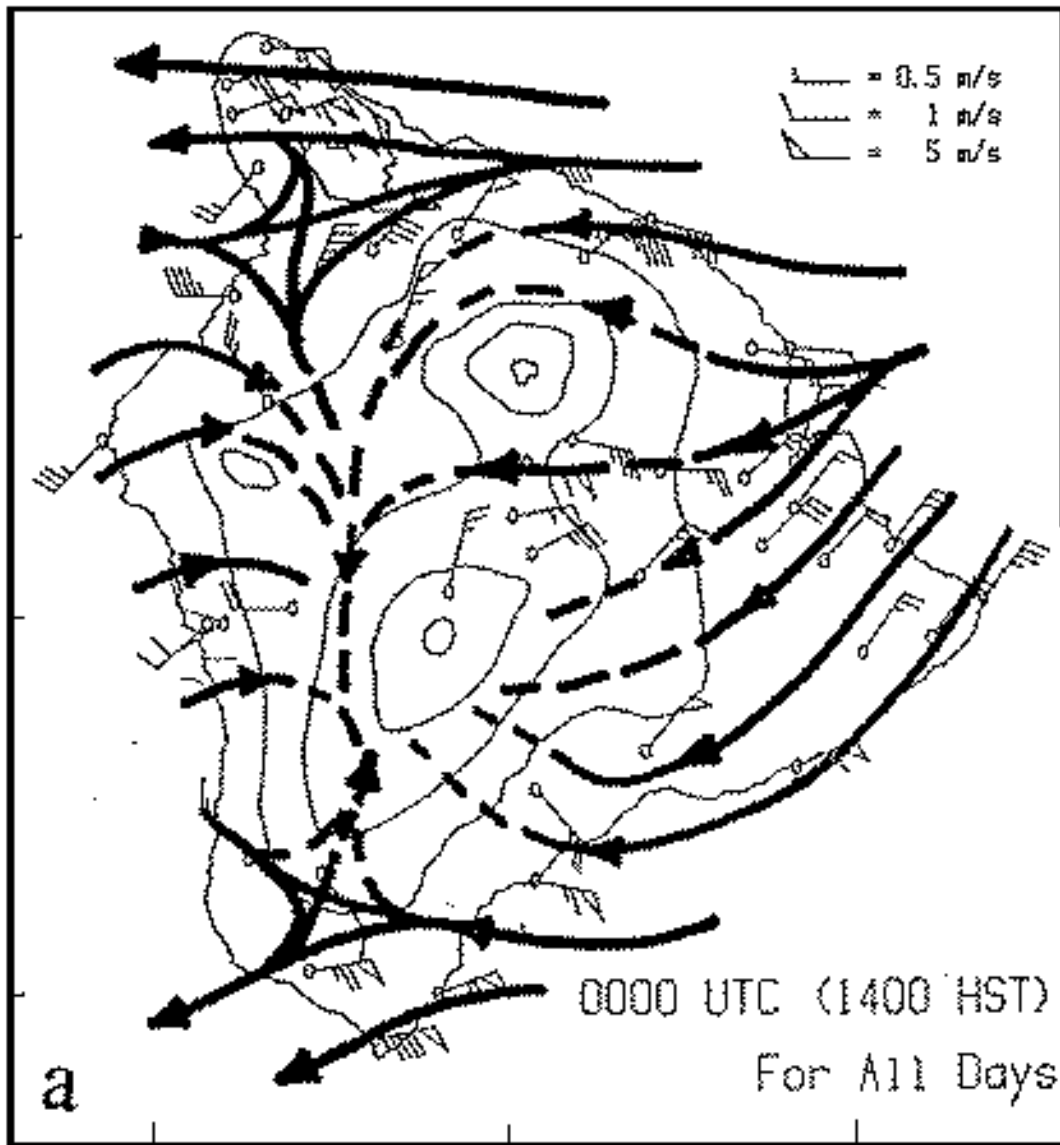 = 0.5 m/s
= 1 m/s
= 5 m/s
0000 UTC (1400 HST)
For All Days
a